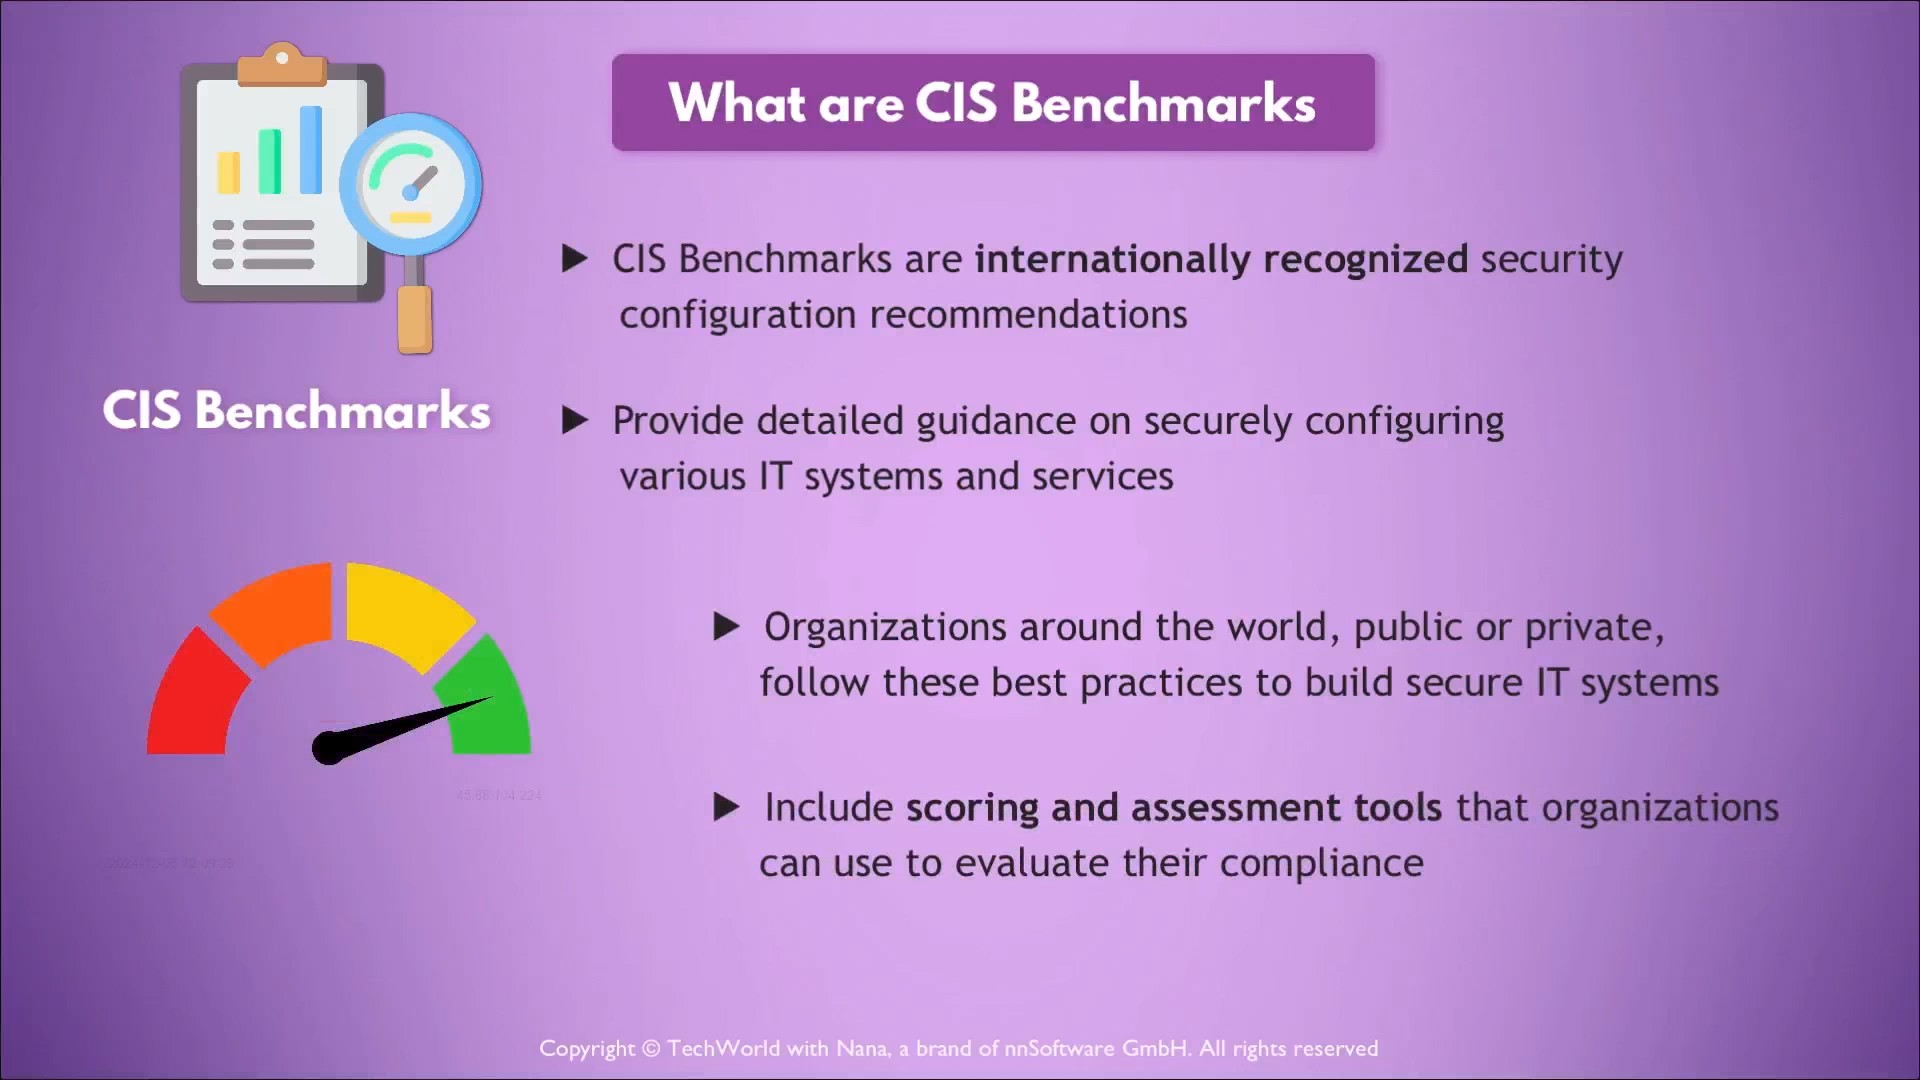 What are CIS Benchmarks
CIS Benchmarks are internationally recognized security
configuration recommendations
CIS Benchmarks
Provide detailed guidance on securely configuring
various IT systems and services
Organizations around the world, public or private,
follow these best practices to build secure IT systems
Include scoring and assessment tools that organizations
can use to evaluate their compliance
Copyright © TechWorld with Nana, a brand of nnSoftware GmbH. All rights reserved